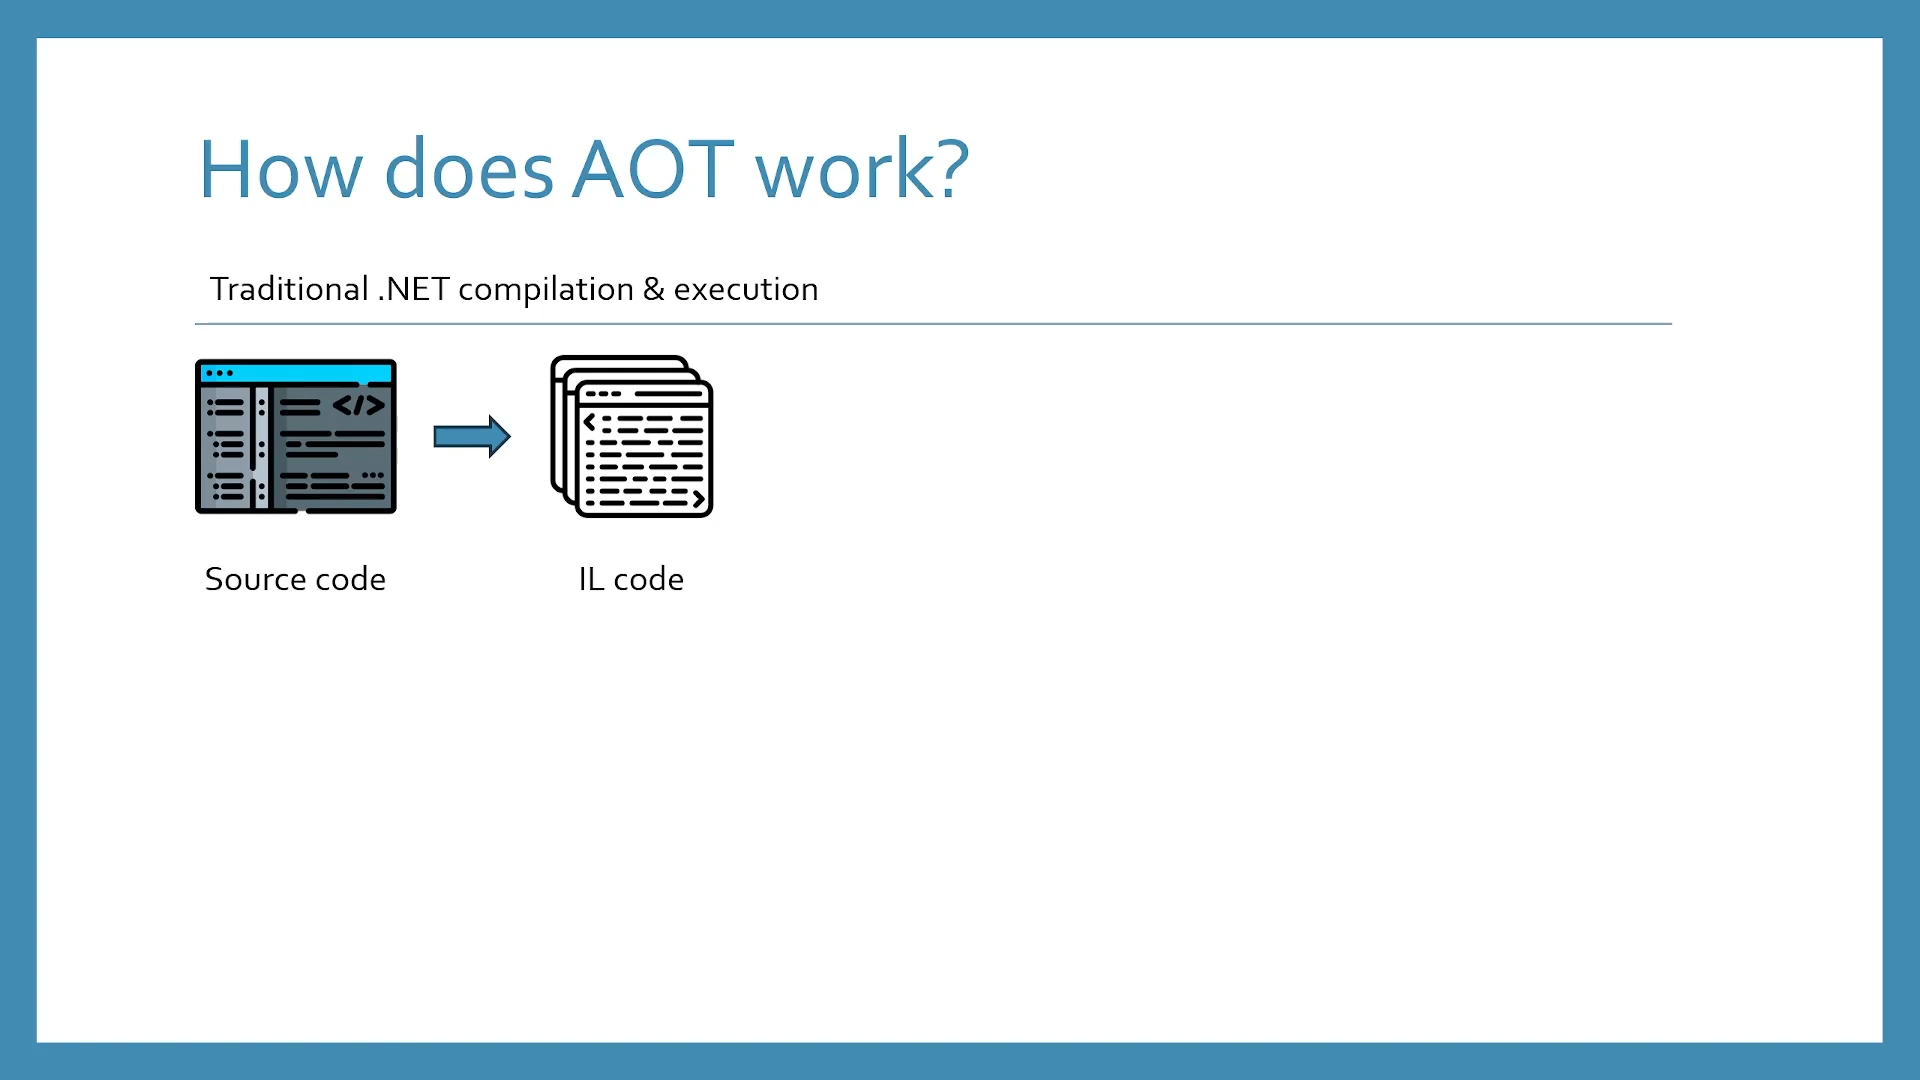 How does AOT work?
Traditional .NET compilation & execution
</>
Source code
IL code